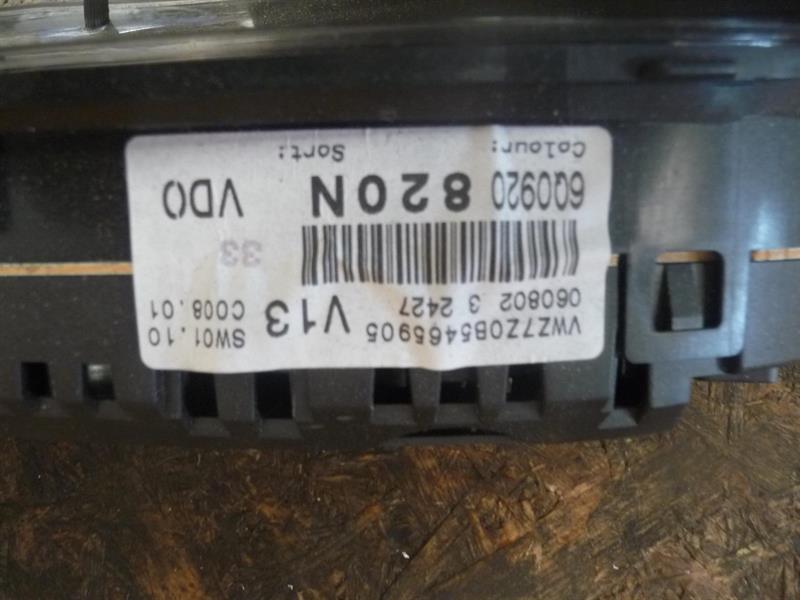 VWZ7Z0B5465905 V13 SW01.10
060802 3 2427 C008.01
33
6Q0920 820N VDO
Colour: Sort: